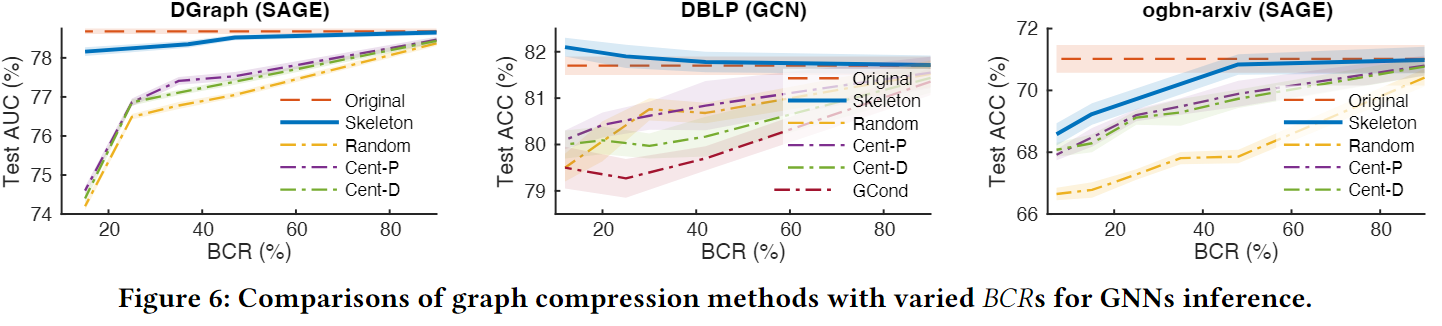 DGraph (SAGE)
Test AUC (%)
78
77
76
75
74
20
40
60
80
BCR (%)
Original
Skeleton
Random
Cent-P
Cent-D
DBLP (GCN)
Test ACC (%)
82
81
80
79
20
40
60
80
BCR (%)
Original
Skeleton
Random
Cent-P
Cent-D
GCond
ogbn-arxiv (SAGE)
Test ACC (%)
72
70
68
66
20
40
60
80
BCR (%)
Original
Skeleton
Random
Cent-P
Cent-D
Figure 6: Comparisons of graph compression methods with varied BCRs for GNNs inference.